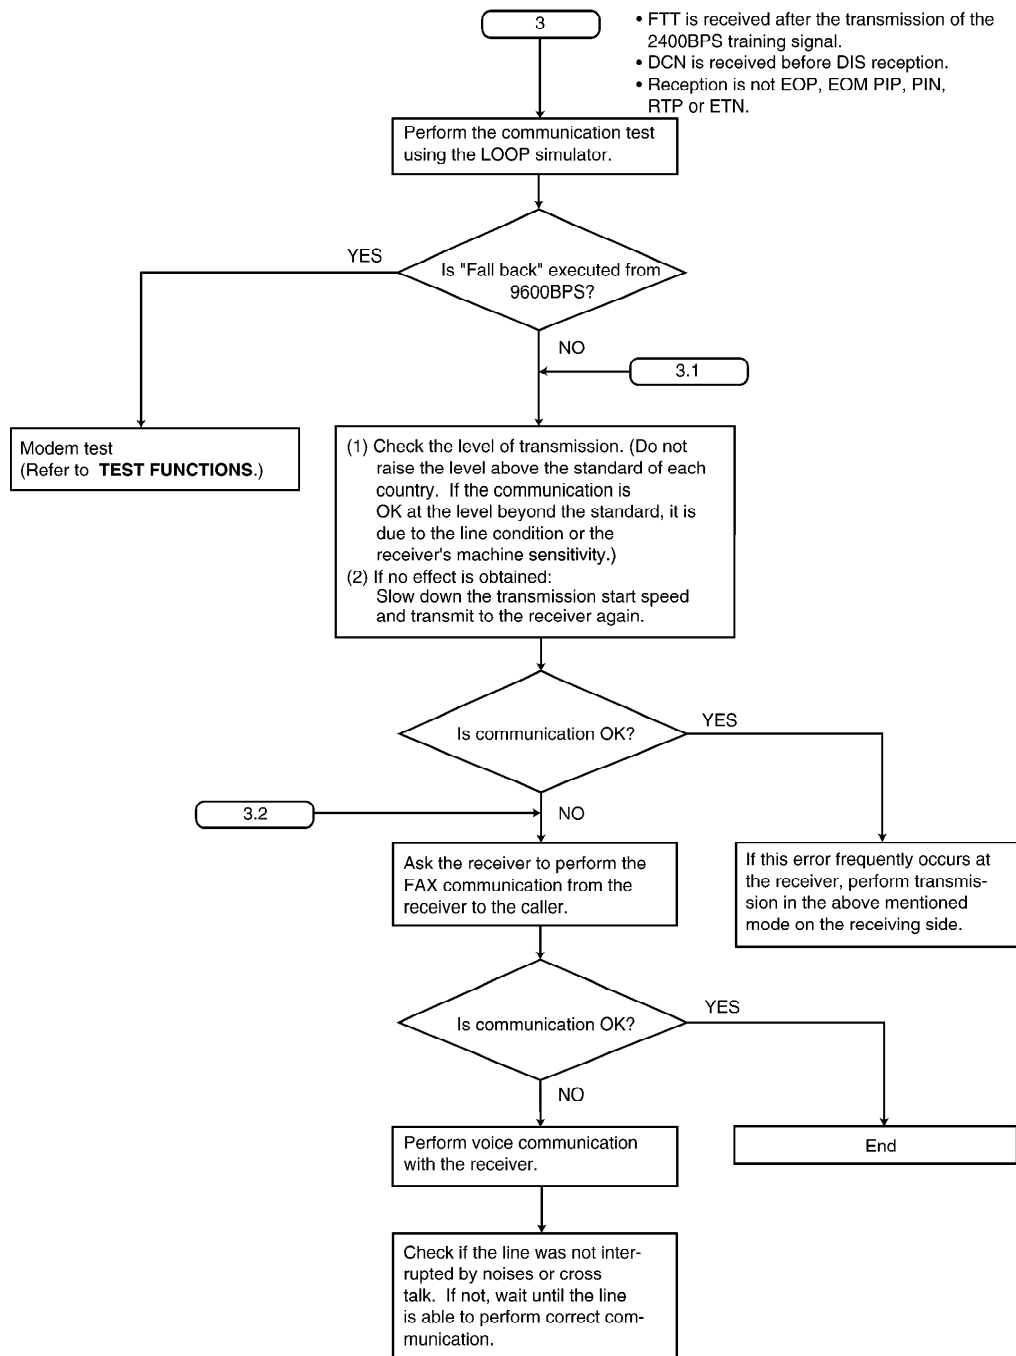 3
• FTT is received after the transmission of the
2400BPS training signal.
• DCN is received before DIS reception.
• Reception is not EOP, EOM PIP, PIN,
RTP or ETN.
Perform the communication test
using the LOOP simulator.
YES
Is "Fall back" executed from
9600BPS?
NO
3.1
Modem test
(Refer to TEST FUNCTIONS.)
(1) Check the level of transmission. (Do not
raise the level above the standard of each
country. If the communication is
OK at the level beyond the standard, it is
due to the line condition or the
receiver's machine sensitivity.)
(2) If no effect is obtained:
Slow down the transmission start speed
and transmit to the receiver again.
Is communication OK?
YES
3.2
NO
Ask the receiver to perform the
FAX communication from the
receiver to the caller.
If this error frequently occurs at
the receiver, perform transmis-
sion in the above mentioned
mode on the receiving side.
Is communication OK?
YES
NO
Perform voice communication
with the receiver.
End
Check if the line was not inter-
rupted by noises or cross
talk. If not, wait until the line
is able to perform correct com-
munication.